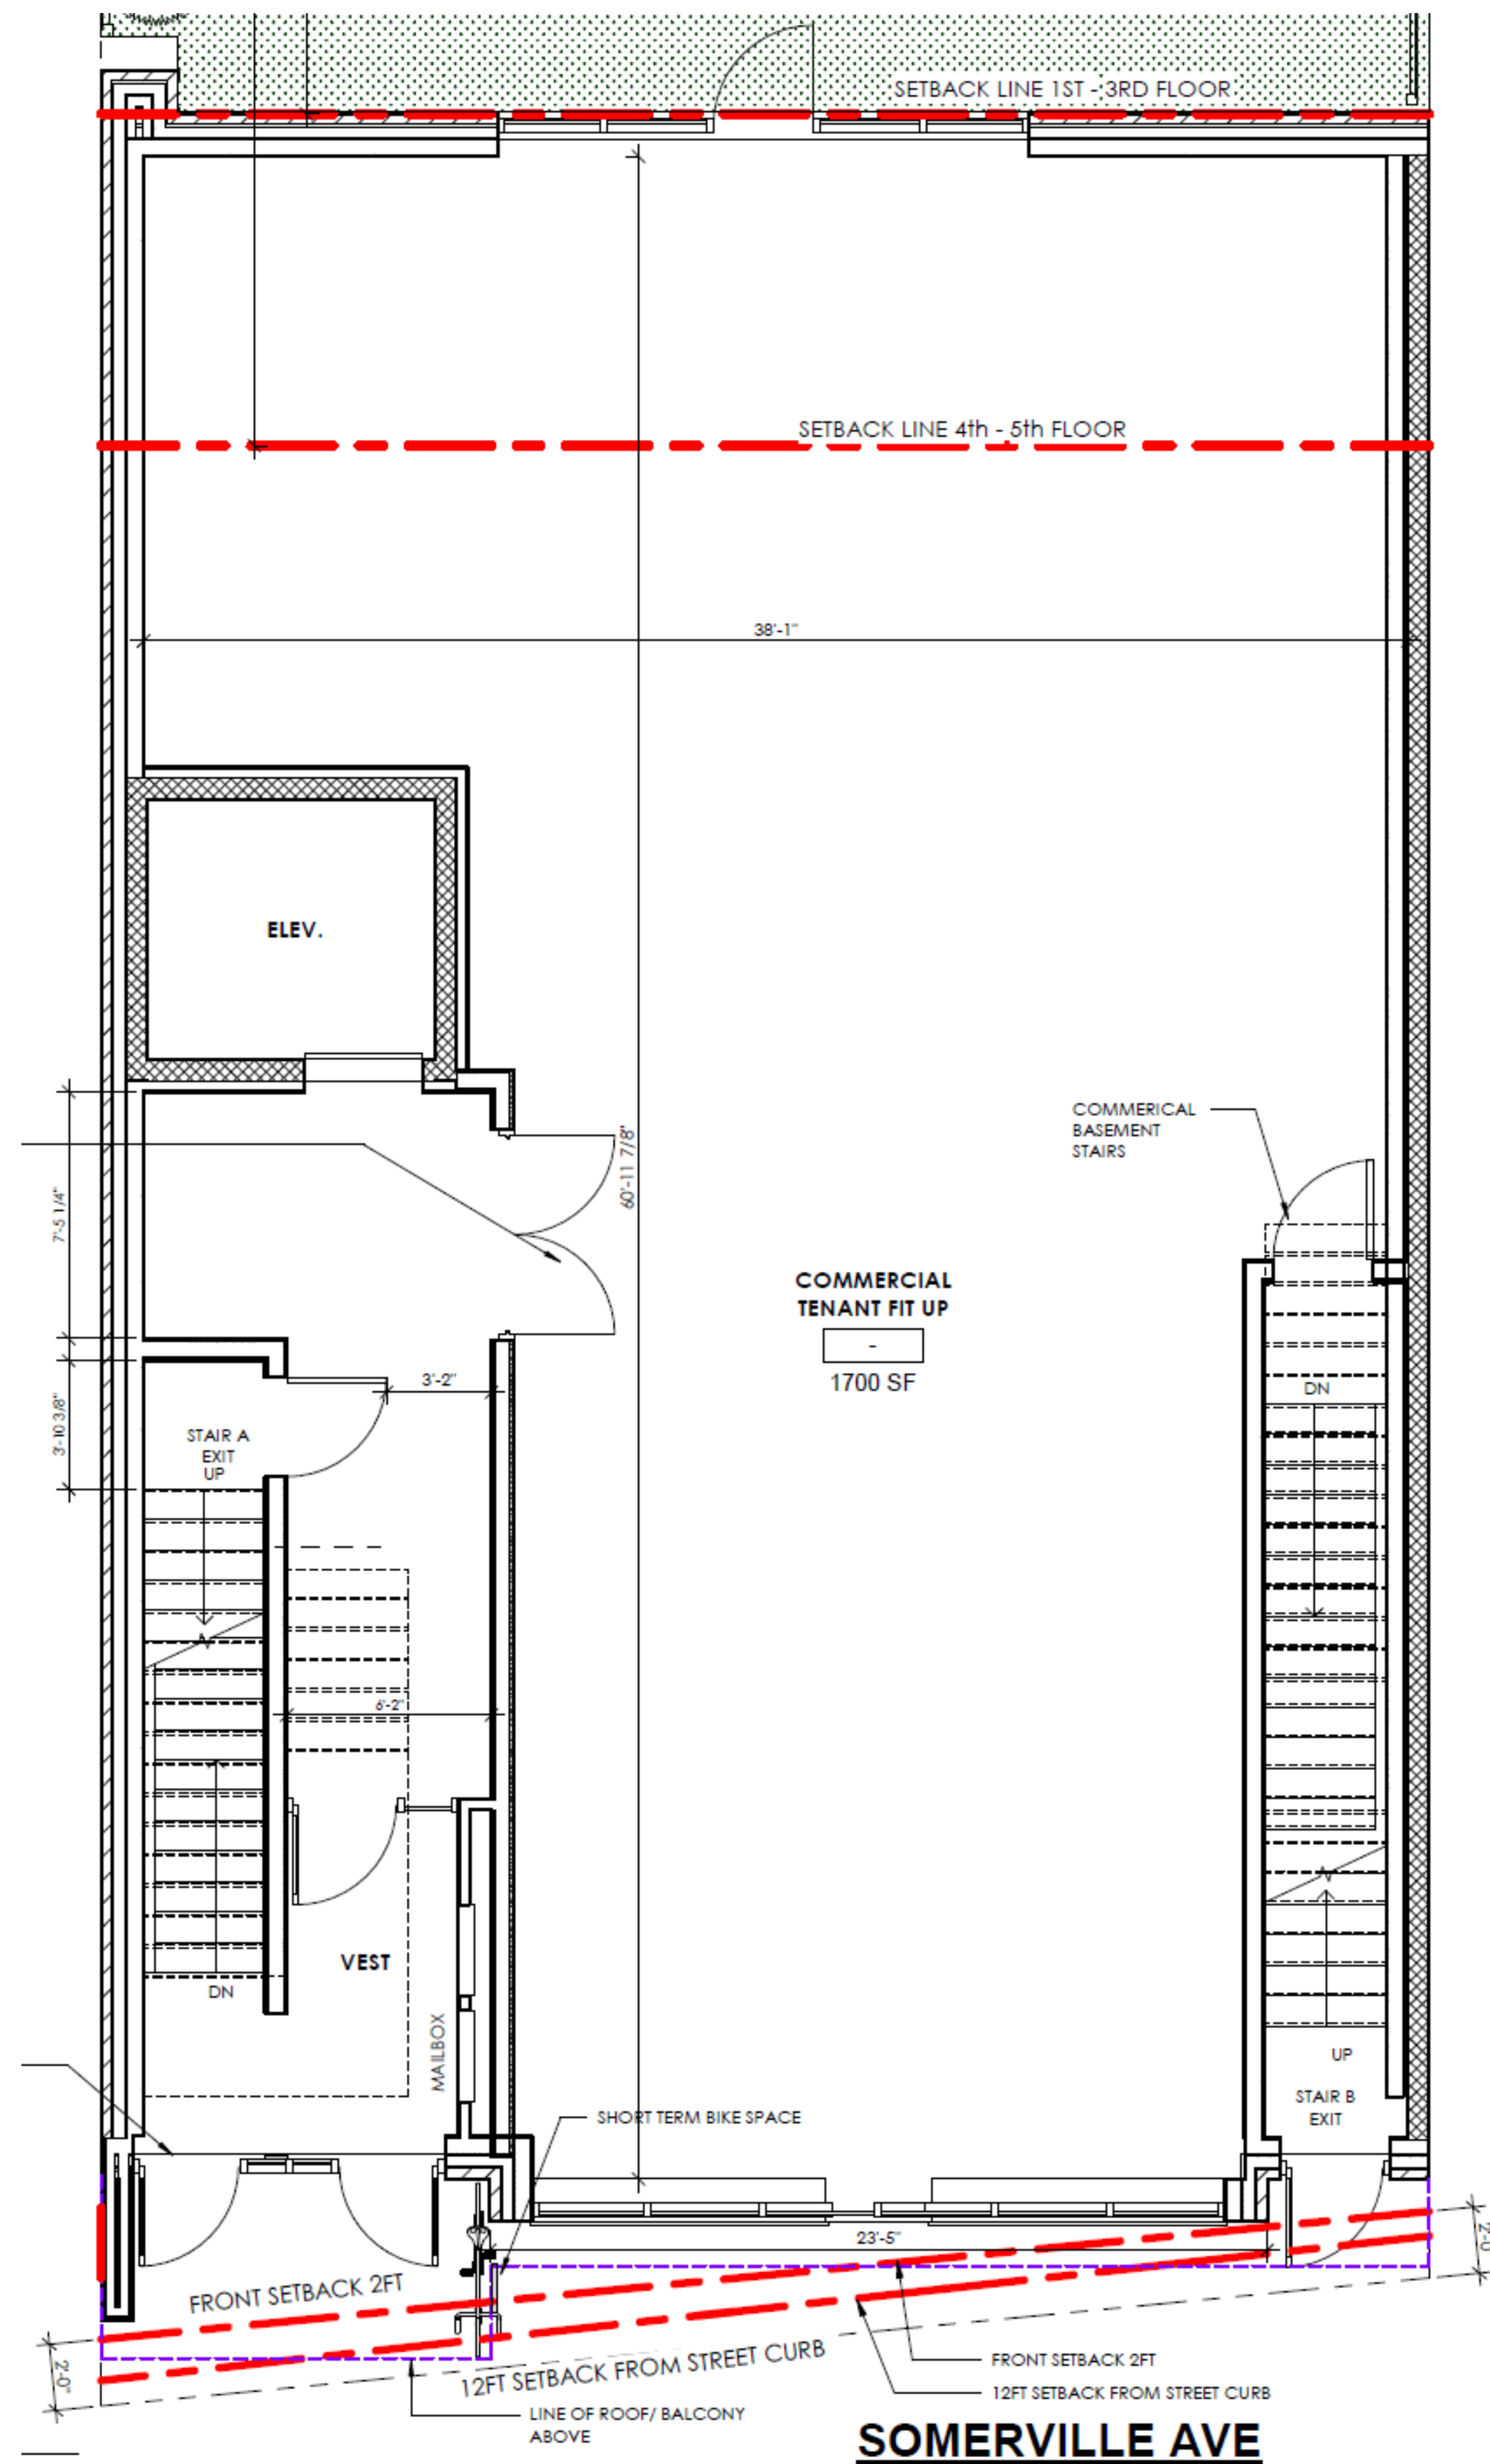 SETBACK LINE 1ST - 3RD FLOOR
SETBACK LINE 4th - 5th FLOOR
38'-1"
ELEV.
COMMERICAL
BASEMENT
STAIRS
60'-11 7/8"
7'-5 1/4"
COMMERCIAL
TENANT FIT UP
-
1700 SF
3'-2"
DN
3'-10 3/8"
STAIR A
EXIT
UP
6'-2"
VEST
DN
MAILBOX
UP
STAIR B
EXIT
SHORT TERM BIKE SPACE
23'-5"
2'-0"
FRONT SETBACK 2FT
12FT SETBACK FROM STREET CURB
2'-0"
FRONT SETBACK 2FT
12FT SETBACK FROM STREET CURB
LINE OF ROOF/ BALCONY
ABOVE
SOMERVILLE AVE